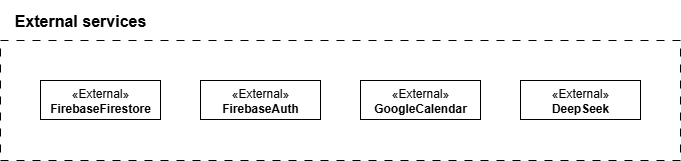 External services
«External» «External» «External» «External»
FirebaseFirestore FirebaseAuth GoogleCalendar DeepSeek